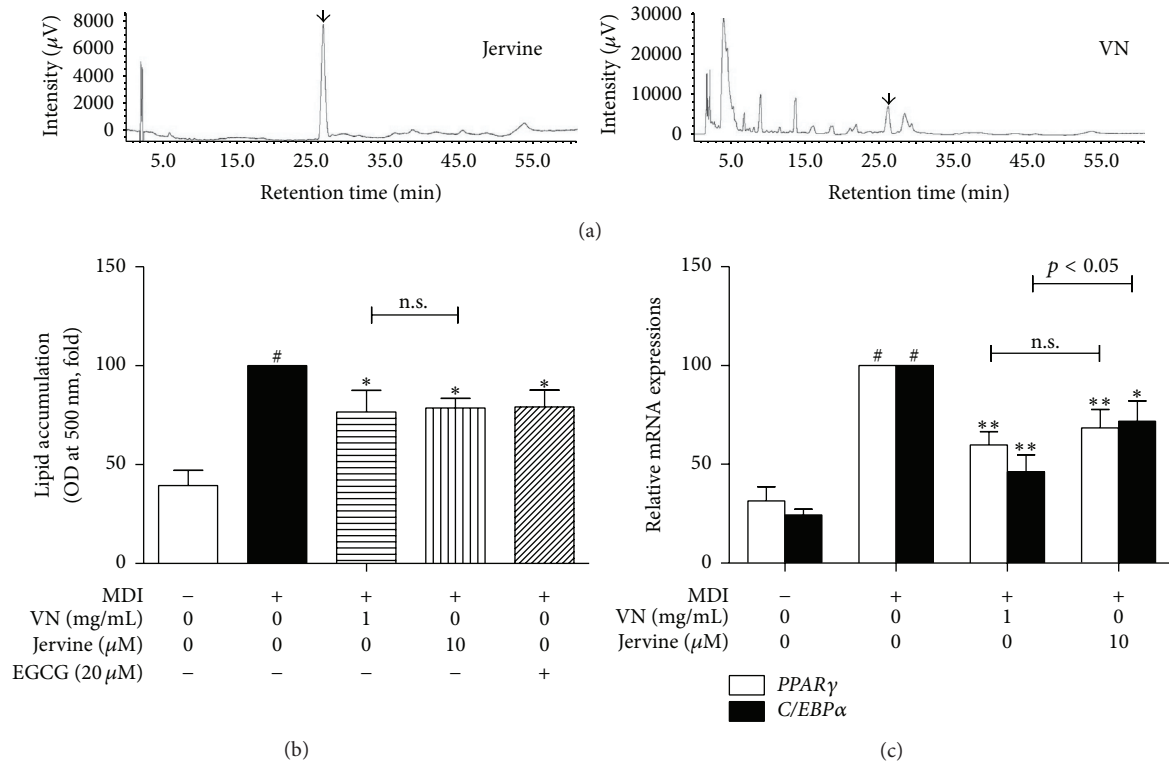 8000
6000
4000
2000
0
Intensity (μV)
↓
Jervine
5.0 15.0 25.0 35.0 45.0 55.0
Retention time (min)
30000
20000
10000
0
Intensity (μV)
↓
VN
5.0 15.0 25.0 35.0 45.0 55.0
Retention time (min)
(a)
150
100
50
0
Lipid accumulation
(OD at 500 nm, fold)
n.s.
# * * *
MDI − + + + +
VN (mg/mL) 0 0 1 0 0
Jervine (μM) 0 0 0 10 0
EGCG (20 μM) − − − − +
(b)
150
100
50
0
Relative mRNA expressions
p < 0.05
n.s.
# # ** ** ** *
MDI − + + +
VN (mg/mL) 0 0 1 0
Jervine (μM) 0 0 0 10
PPARγ
C/EBPα
(c)